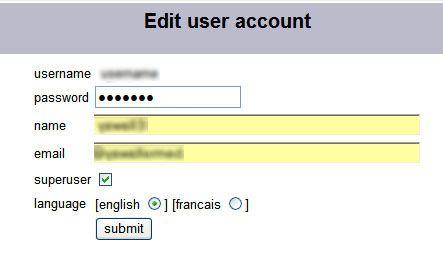 Edit user account
username
password •••••••
name
email
superuser
language [english ] [francais ]
submit